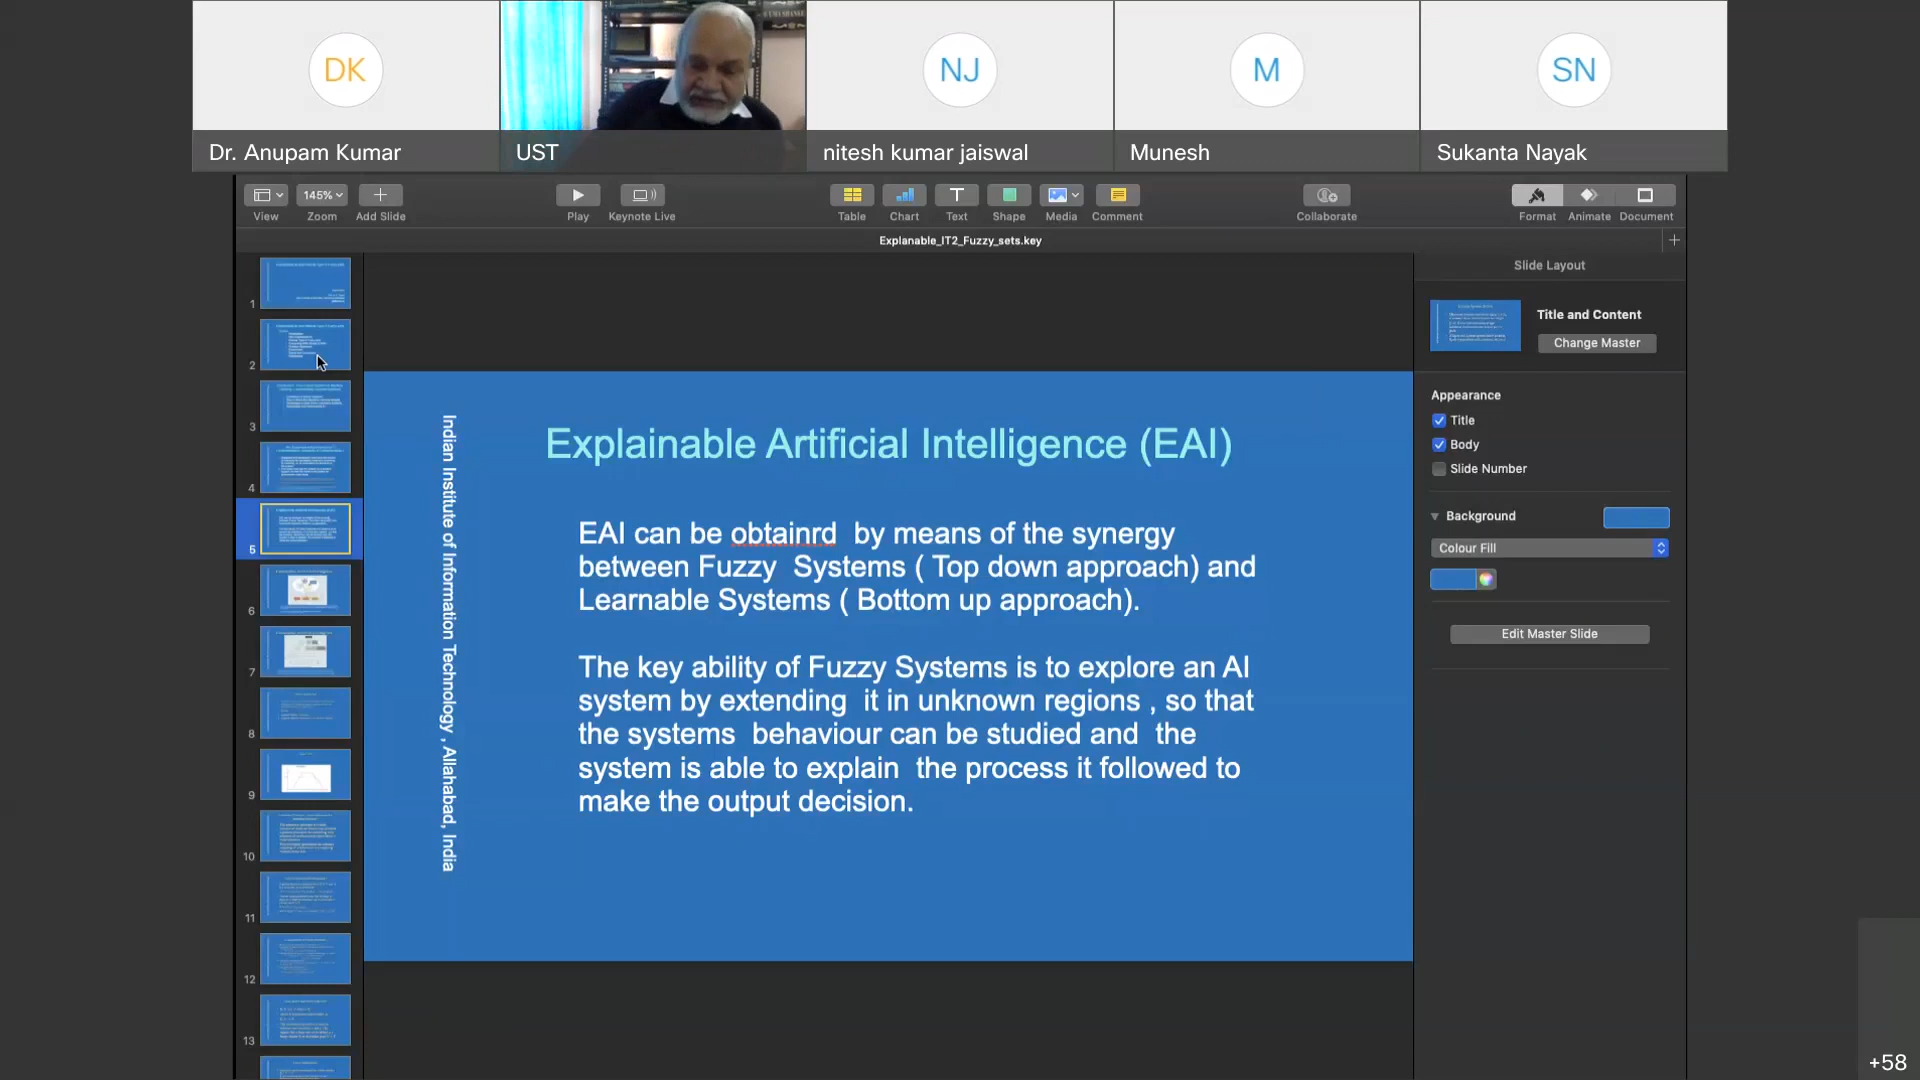 DK
NJ
M
SN
Dr. Anupam Kumar
UST
nitesh kumar jaiswal
Munesh
Sukanta Nayak
145%
View
Zoom
Add Slide
Play
Keynote Live
Table
Chart
Text
Shape
Media
Comment
Collaborate
Format
Animate
Document
Explanable_IT2_Fuzzy_sets.key
1
2
3
4
5
6
7
8
9
10
11
12
13
Indian Institute of Information Technology , Allahabad, India
Explainable Artificial Intelligence (EAI)
EAI can be obtainrd by means of the synergy
between Fuzzy Systems ( Top down approach) and
Learnable Systems ( Bottom up approach).
The key ability of Fuzzy Systems is to explore an AI
system by extending it in unknown regions , so that
the systems behaviour can be studied and the
system is able to explain the process it followed to
make the output decision.
Slide Layout
Title and Content
Change Master
Appearance
Title
Body
Slide Number
Background
Colour Fill
Edit Master Slide
+58